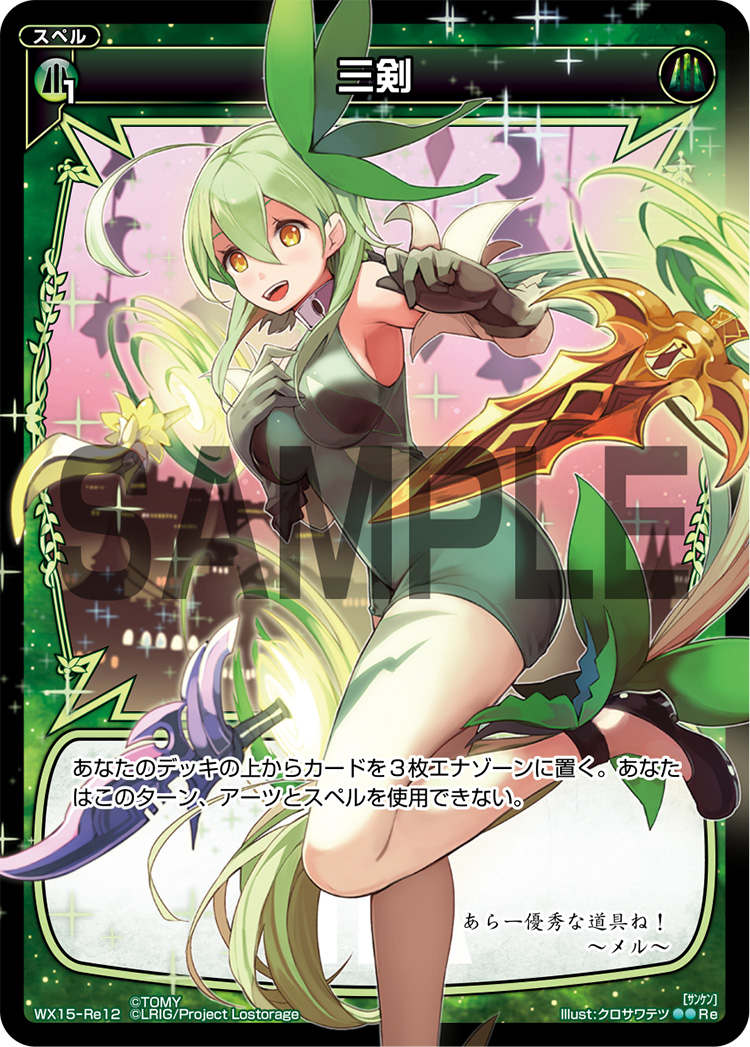 スペル
1
三剣
SAMPLE
あなたのデッキの上からカードを３枚エナゾーンに置く。あなた
はこのターン、アーツとスペルを使用できない。
あらー優秀な道具ね！
～メル～
[サンケン]
©TOMY
WX15-Re12 ©LRIG/Project Lostorage
Illust:クロサワテツ Re